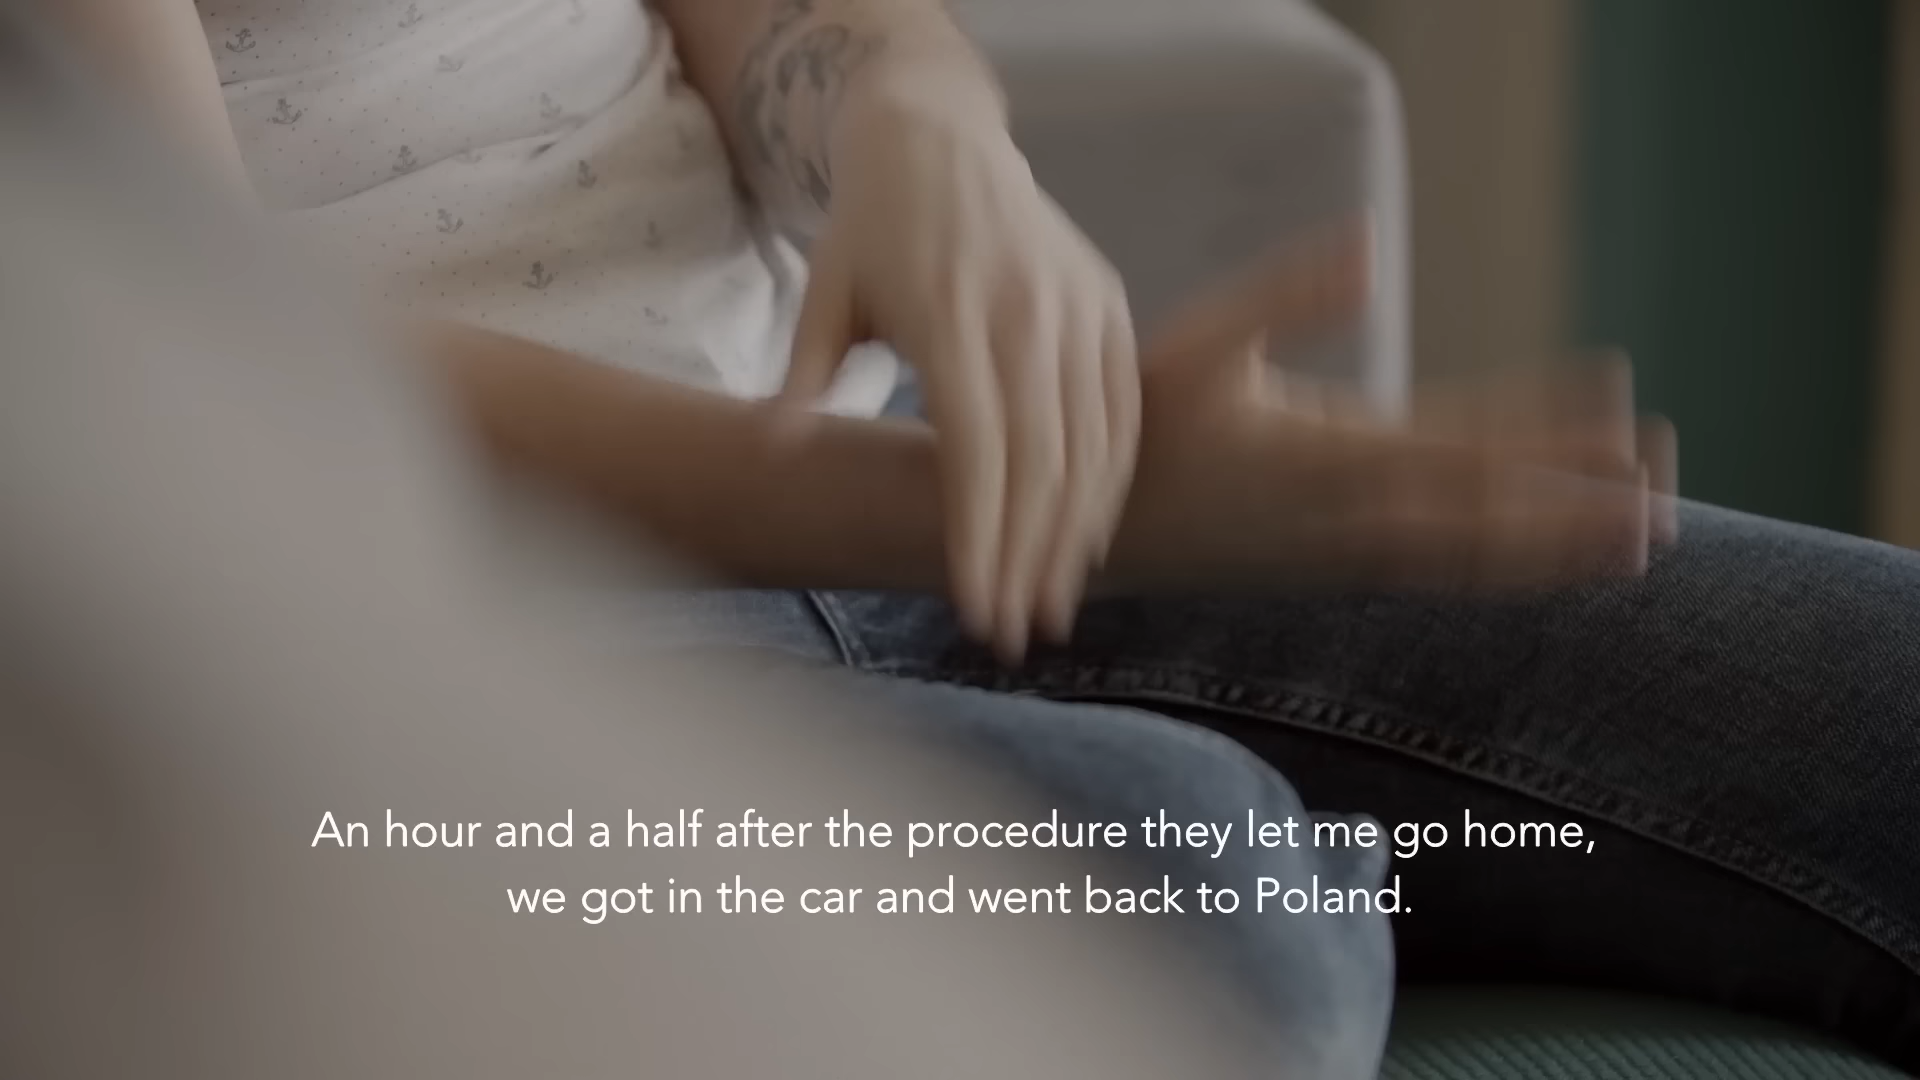 An hour and a half after the procedure they let me go home,
we got in the car and went back to Poland.